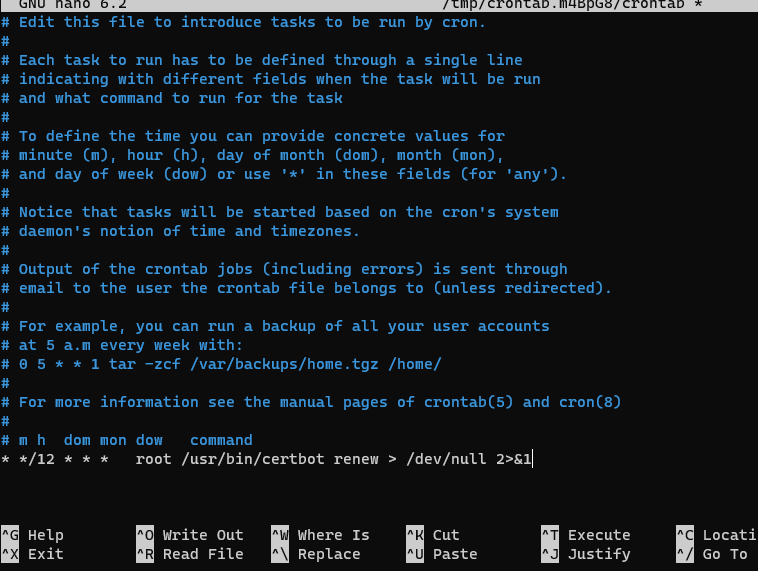 GNU nano 6.2 /tmp/crontab.m4BpG8/crontab *
# Edit this file to introduce tasks to be run by cron.
#
# Each task to run has to be defined through a single line
# indicating with different fields when the task will be run
# and what command to run for the task
#
# To define the time you can provide concrete values for
# minute (m), hour (h), day of month (dom), month (mon),
# and day of week (dow) or use '*' in these fields (for 'any').
#
# Notice that tasks will be started based on the cron's system
# daemon's notion of time and timezones.
#
# Output of the crontab jobs (including errors) is sent through
# email to the user the crontab file belongs to (unless redirected).
#
# For example, you can run a backup of all your user accounts
# at 5 a.m every week with:
# 0 5 * * 1 tar -zcf /var/backups/home.tgz /home/
#
# For more information see the manual pages of crontab(5) and cron(8)
#
# m h  dom mon dow   command
* */12 * * *   root /usr/bin/certbot renew > /dev/null 2>&1
^G Help ^O Write Out ^W Where Is ^K Cut ^T Execute ^C Locati
^X Exit ^R Read File ^\ Replace ^U Paste ^J Justify ^/ Go To